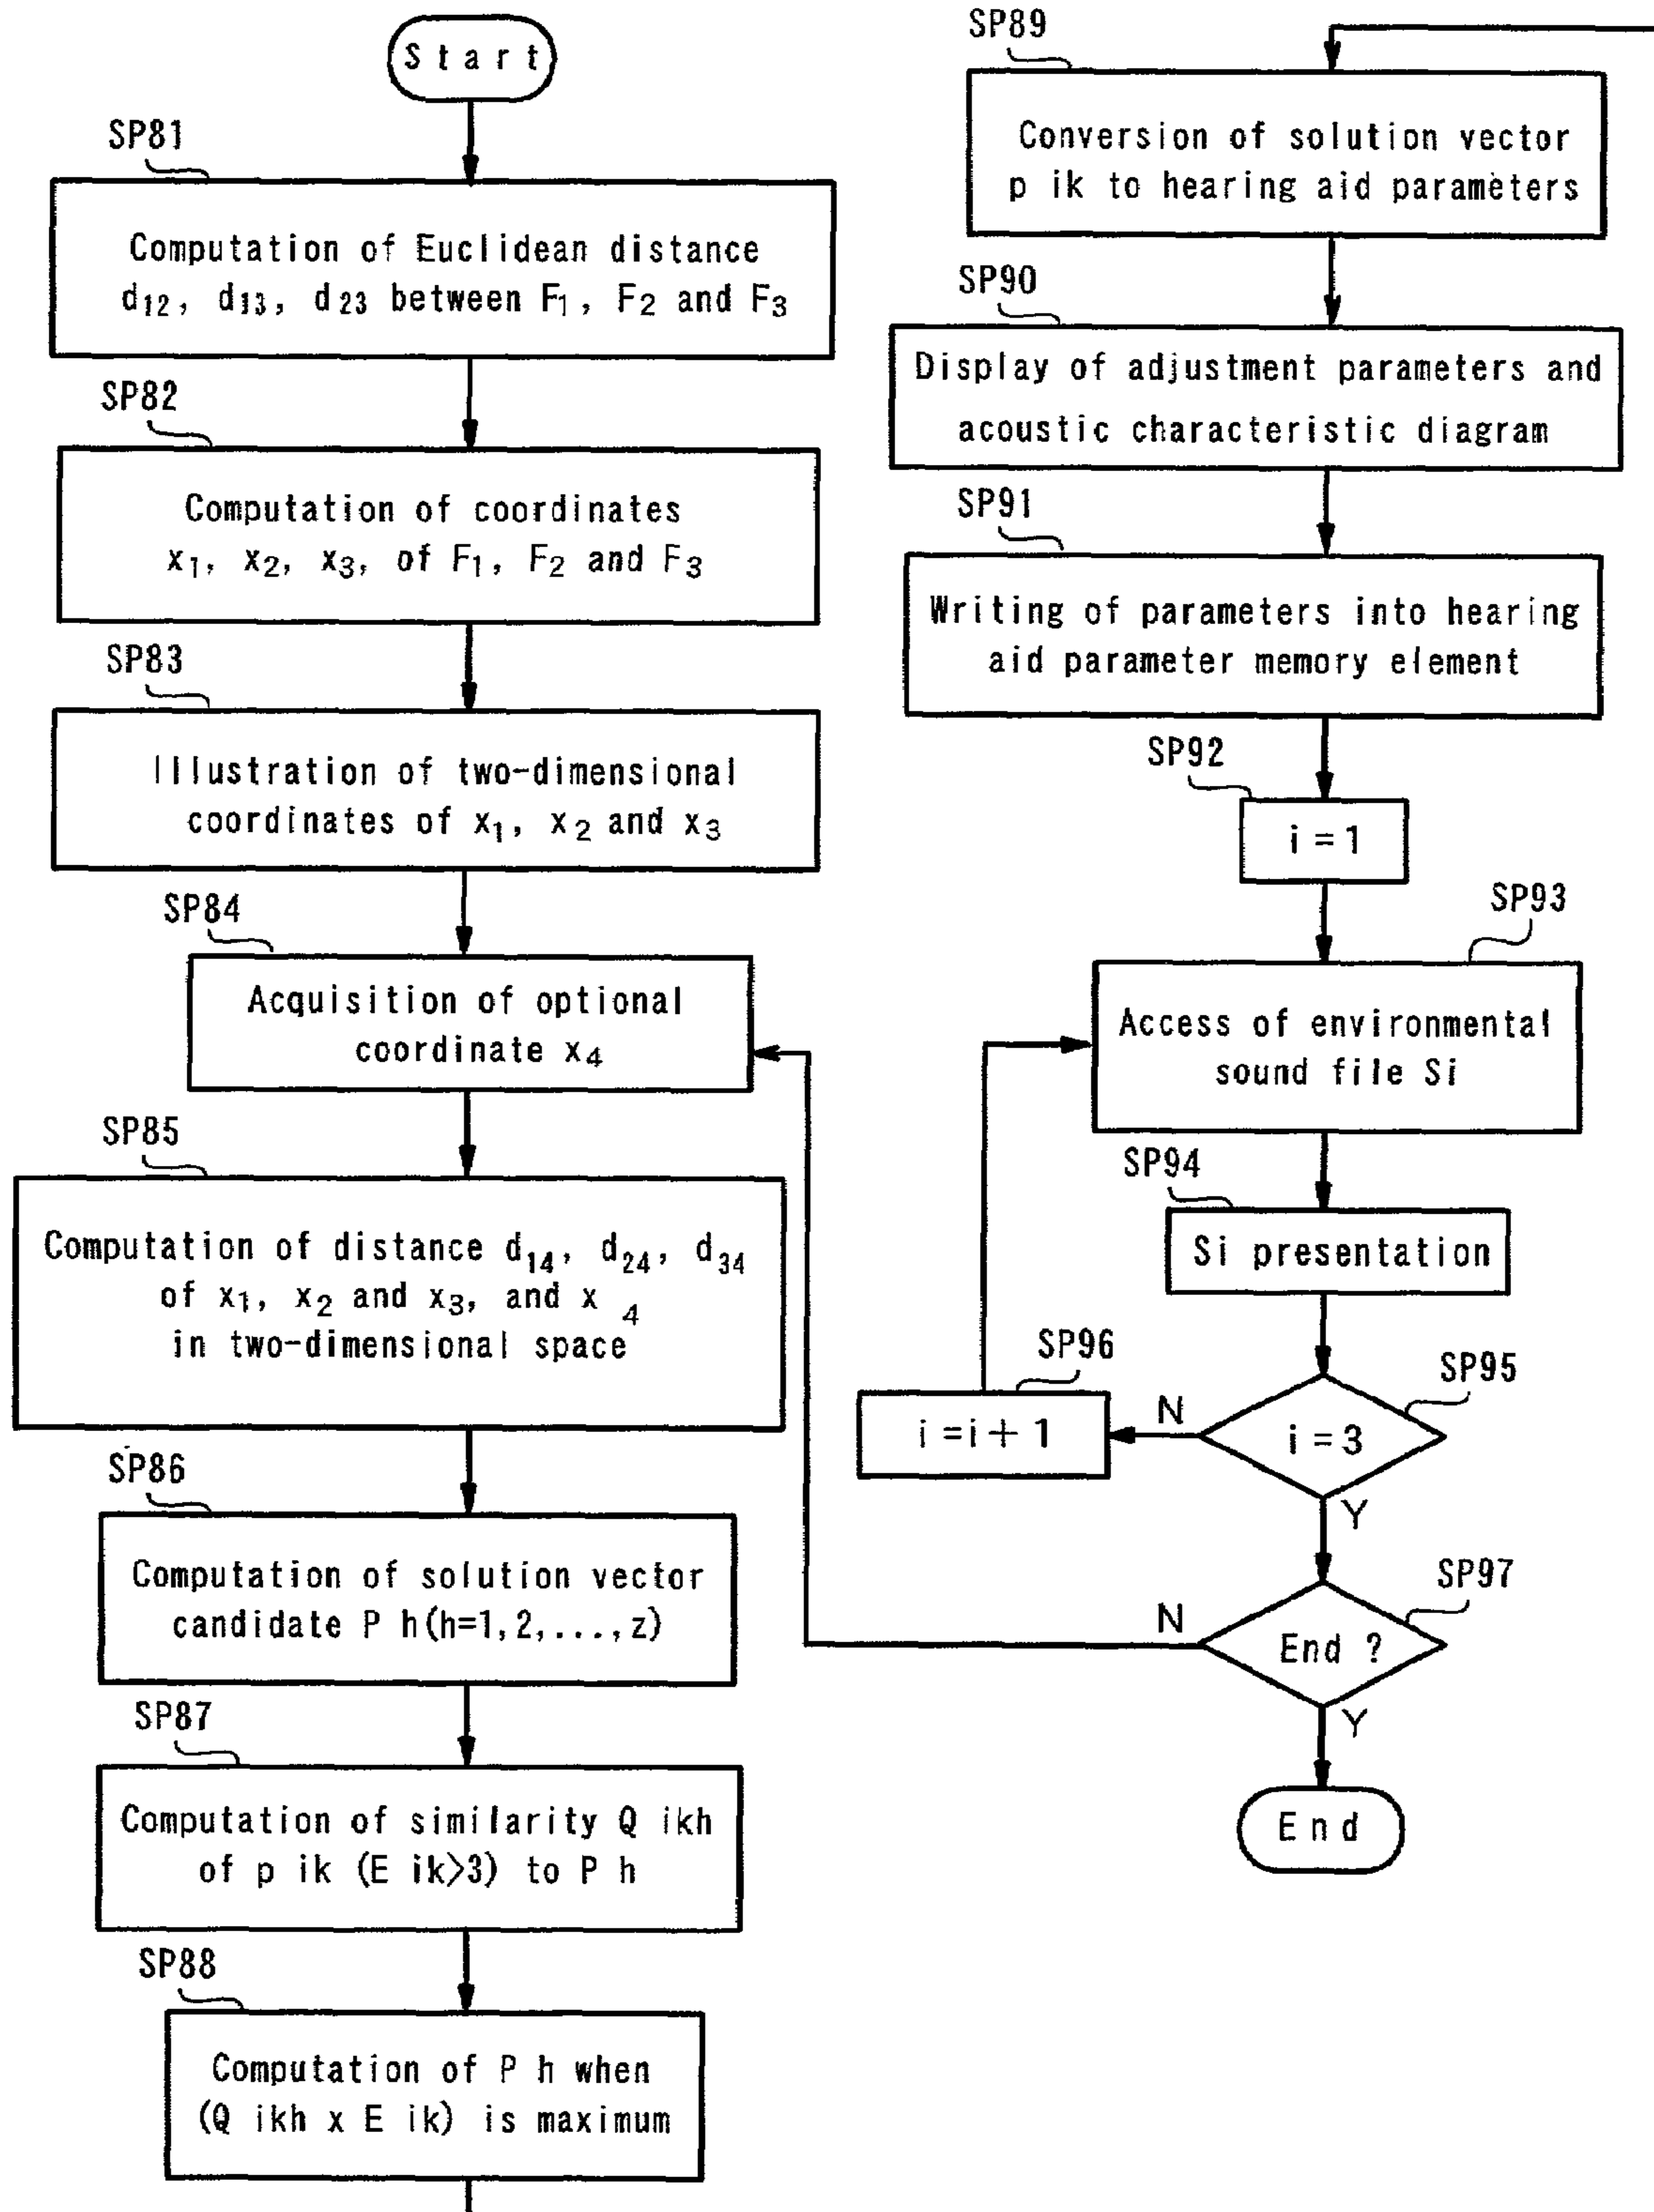 Start
SP81
Computation of Euclidean distance
d12, d13, d23 between F1, F2 and F3
SP82
Computation of coordinates
x1, x2, x3, of F1, F2 and F3
SP83
Illustration of two-dimensional
coordinates of x1, x2 and x3
SP84
Acquisition of optional
coordinate x4
SP85
Computation of distance d14, d24, d34
of x1, x2 and x3, and x 4
in two-dimensional space
SP86
Computation of solution vector
candidate P h(h=1, 2, ..., z)
SP87
Computation of similarity Q ikh
of p ik (E ik>3) to P h
SP88
Computation of P h when
(Q ikh x E ik) is maximum
SP89
Conversion of solution vector
p ik to hearing aid parameters
SP90
Display of adjustment parameters and
acoustic characteristic diagram
SP91
Writing of parameters into hearing
aid parameter memory element
SP92
i = 1
SP93
Access of environmental
sound file Si
SP94
Si presentation
SP95
i = 3
N
SP96
i = i + 1
Y
SP97
End ?
N
Y
End